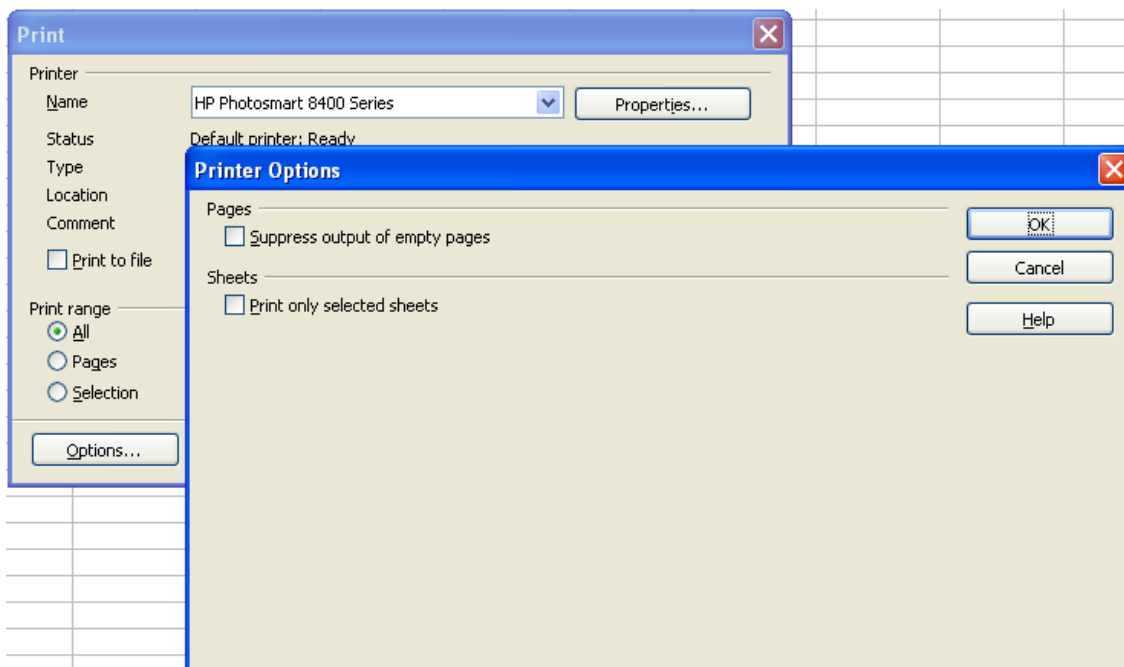 Print
Printer
Name HP Photosmart 8400 Series Properties...
Status Default printer: Ready
Type
Location
Comment
Print to file
Print range
All
Pages
Selection
Options...
Printer Options
Pages
Suppress output of empty pages
Sheets
Print only selected sheets
OK
Cancel
Help